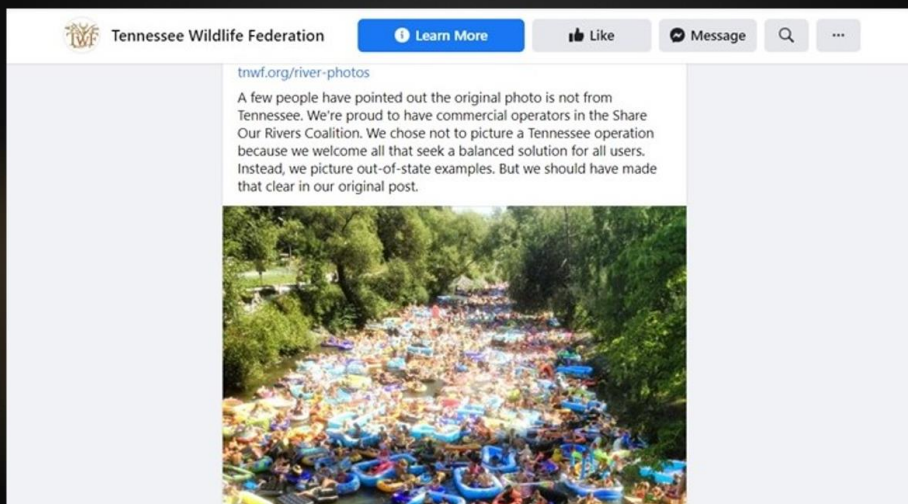 TWF
Tennessee Wildlife Federation
Learn More
Like
Message
tnwf.org/river-photos
A few people have pointed out the original photo is not from
Tennessee. We're proud to have commercial operators in the Share
Our Rivers Coalition. We chose not to picture a Tennessee operation
because we welcome all that seek a balanced solution for all users.
Instead, we picture out-of-state examples. But we should have made
that clear in our original post.